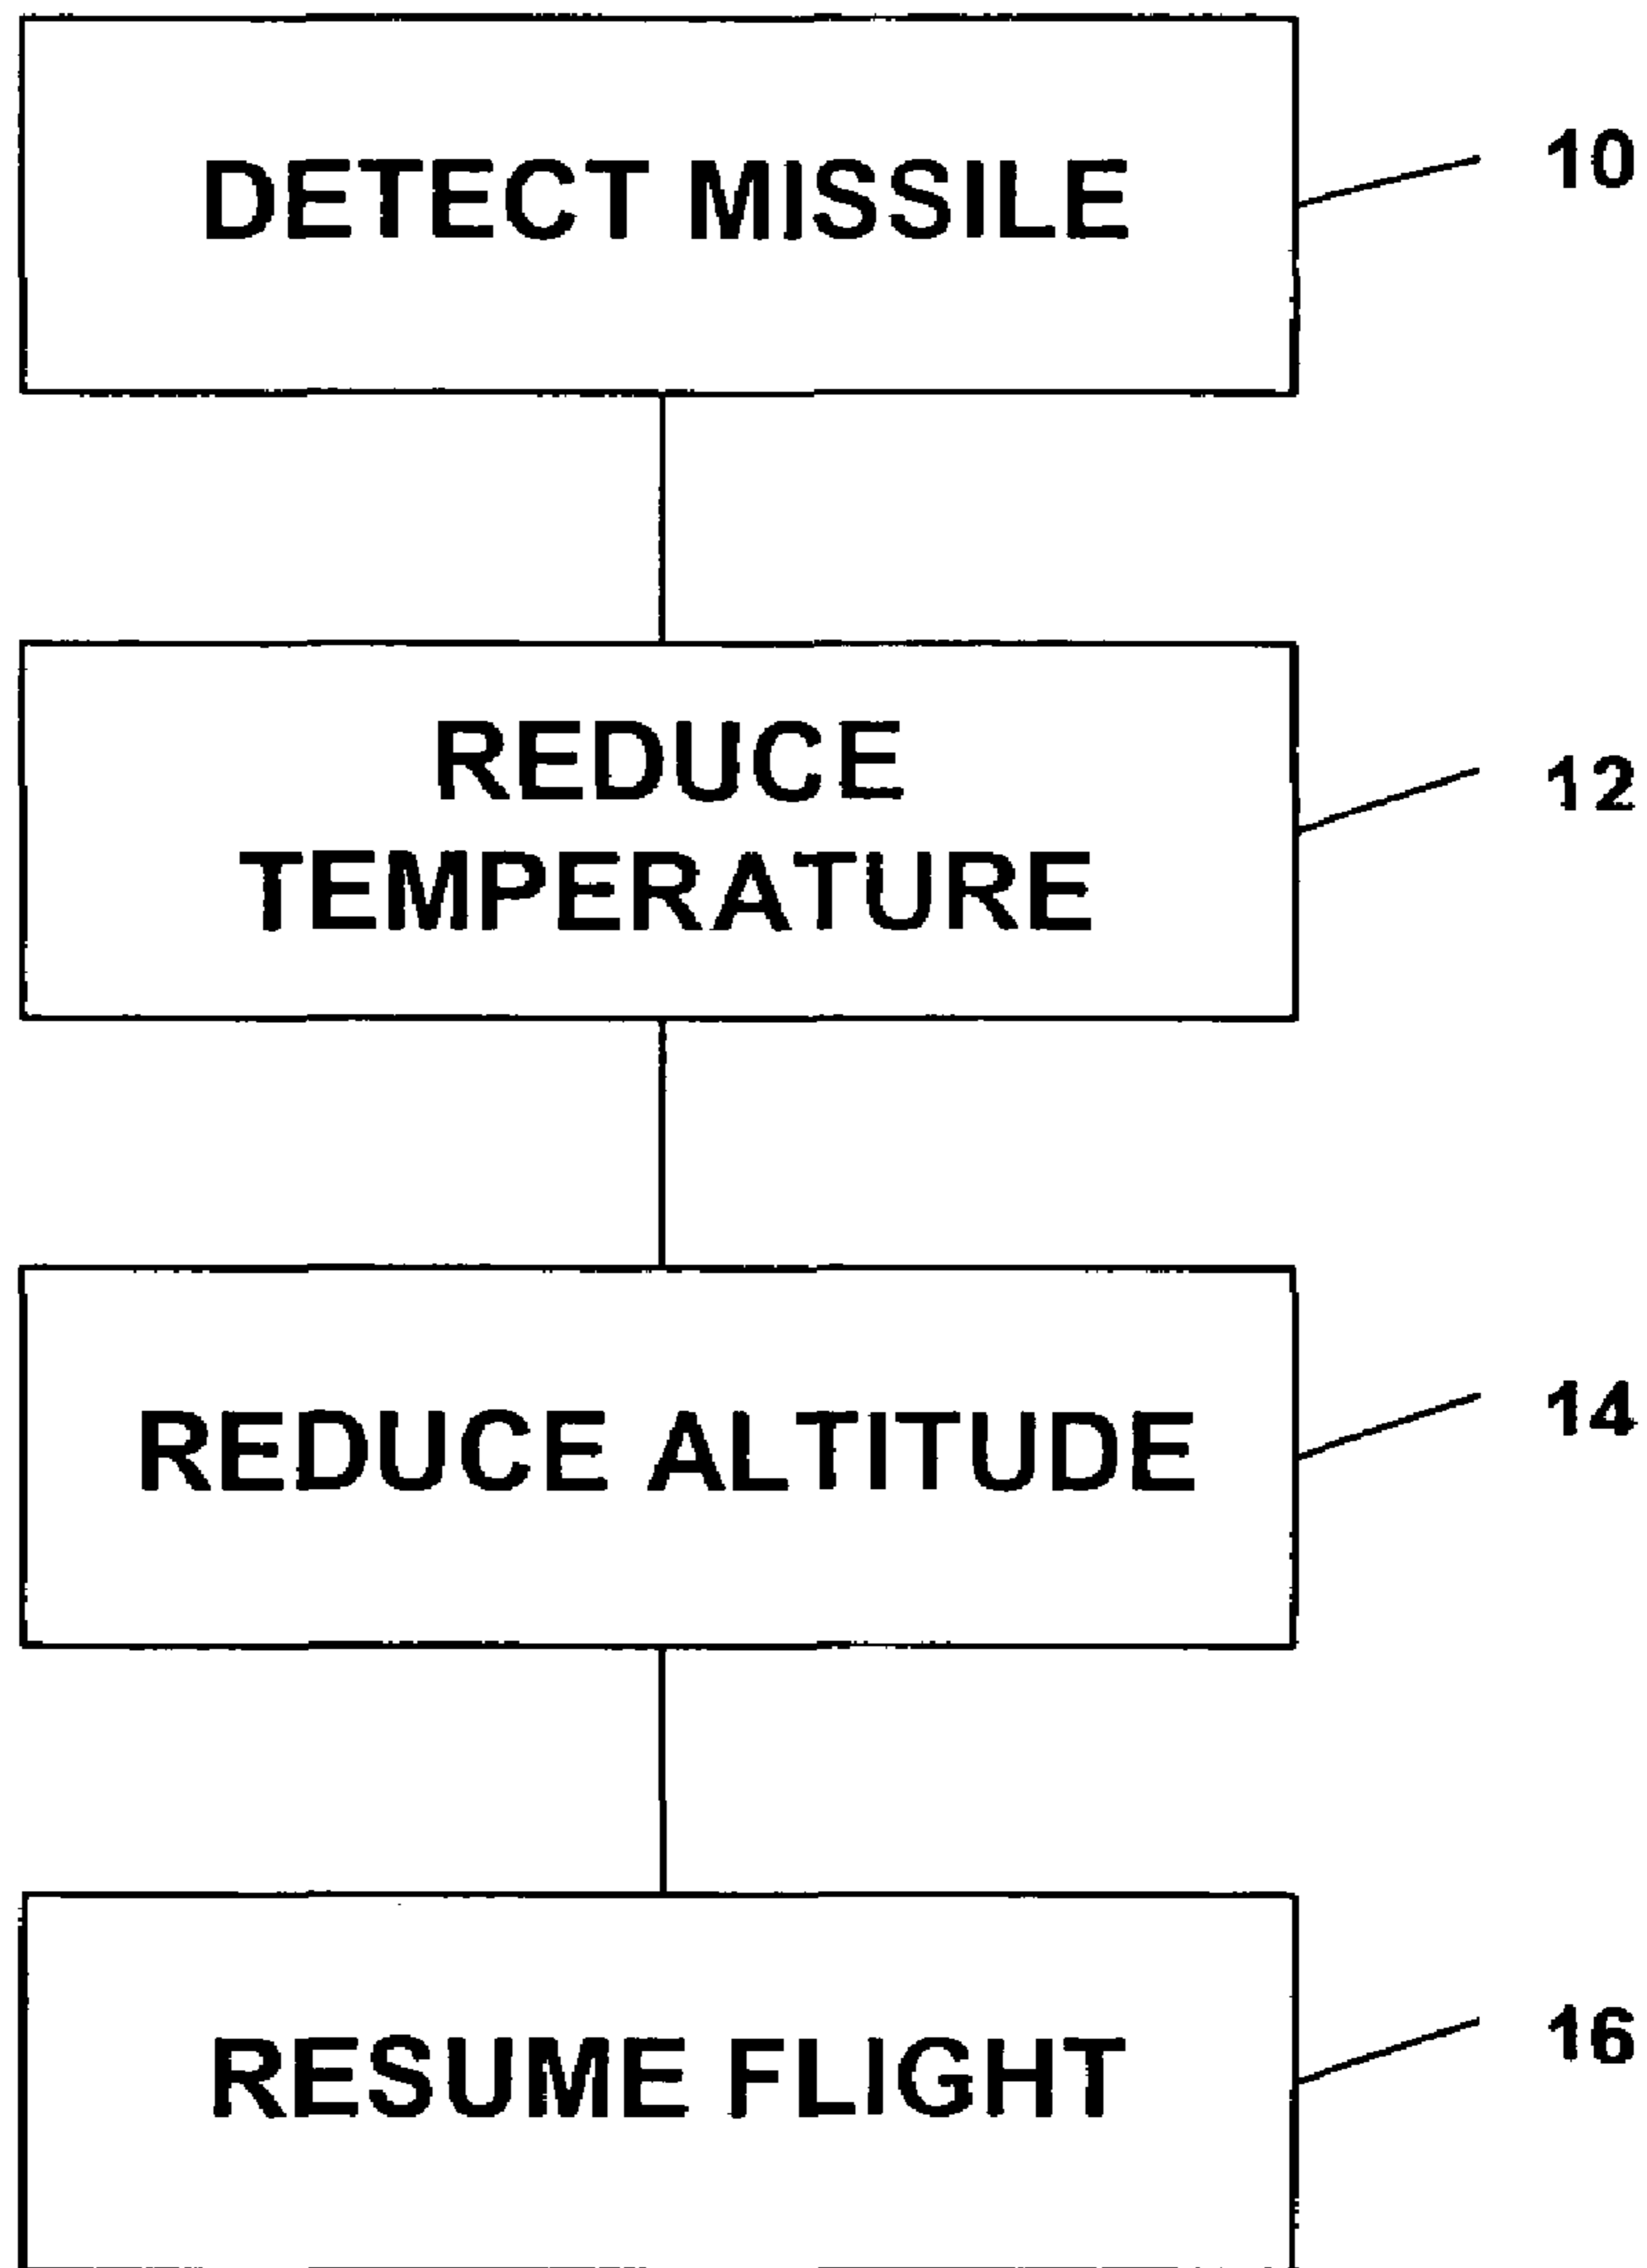 DETECT MISSILE
10
REDUCE
TEMPERATURE
12
REDUCE ALTITUDE
14
RESUME FLIGHT
16